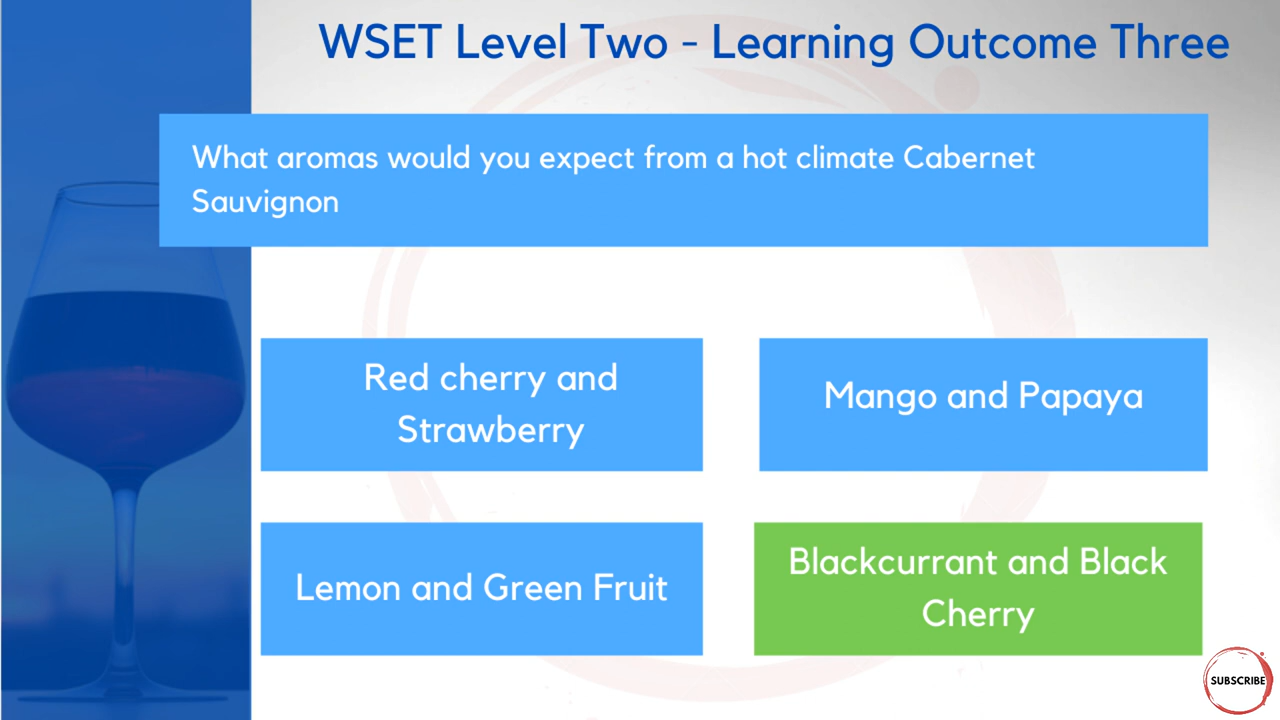 WSET Level Two - Learning Outcome Three
What aromas would you expect from a hot climate Cabernet
Sauvignon
Red cherry and
Strawberry
Mango and Papaya
Lemon and Green Fruit
Blackcurrant and Black
Cherry
SUBSCRIBE